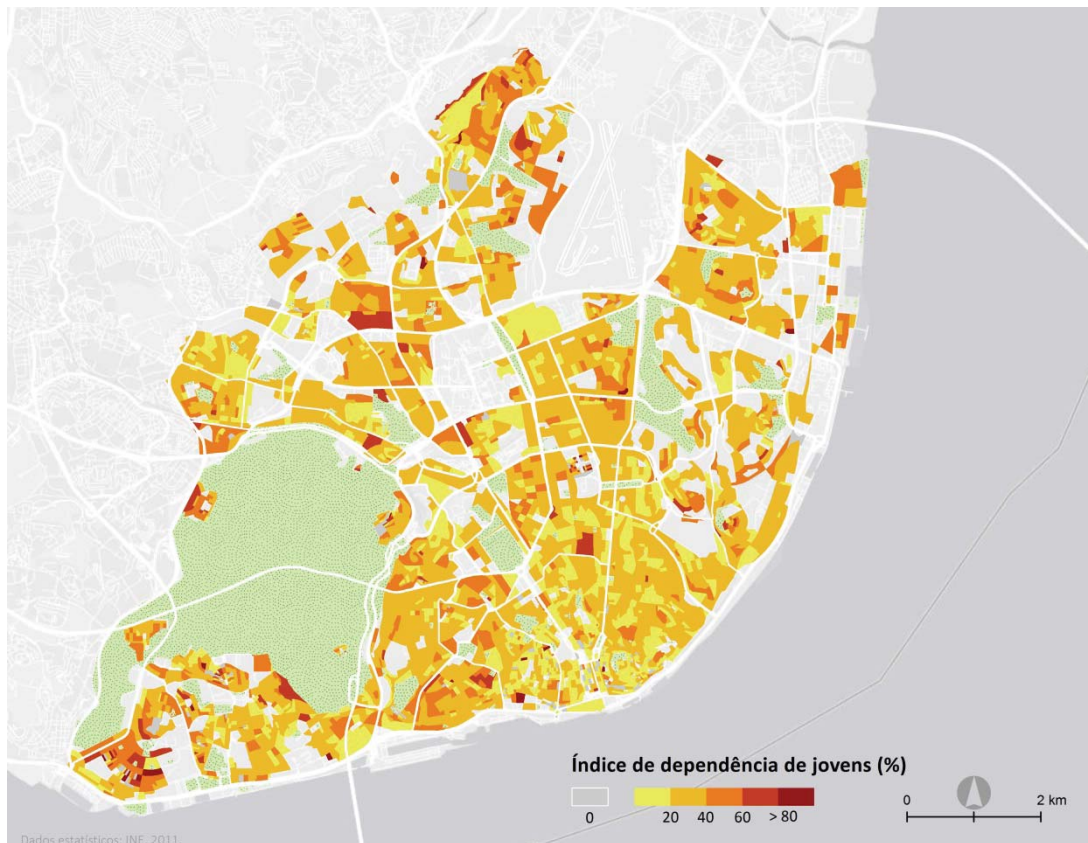 Índice de dependência de jovens (%)
0 20 40 60 > 80
0 2 km
Dados estatísticos: INE, 2011